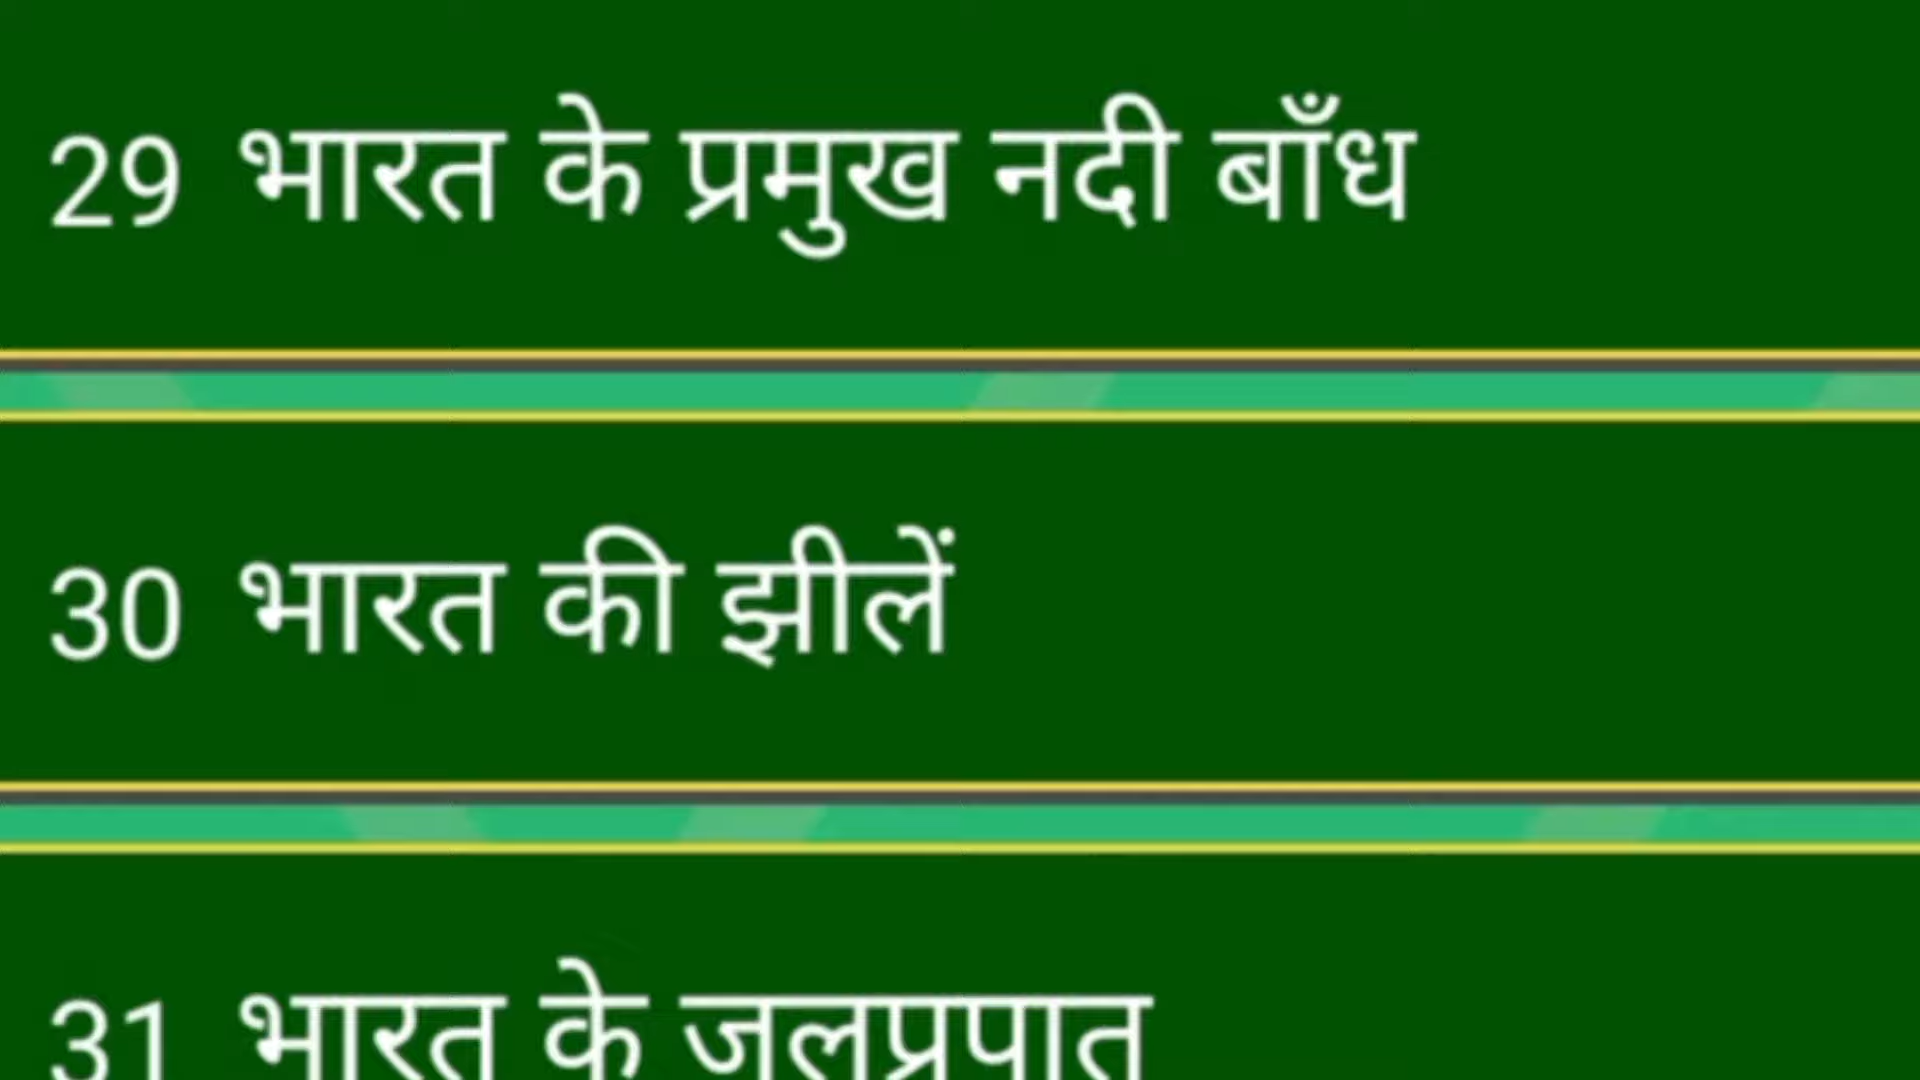 29 भारत के प्रमुख नदी बाँध
30 भारत की झीलें
31 भारत के जलप्रपात